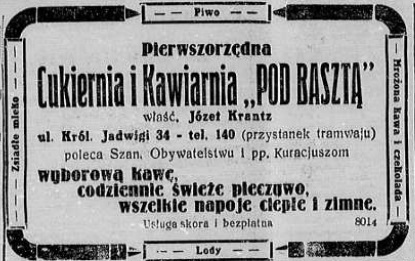 Piwo
Pierwszorzędna
Cukiernia i Kawiarnia „POD BASZTĄ”
właść. Józef Krantz
ul. Król. Jadwigi 34 - tel. 140 (przystanek tramwaju)
poleca Szan. Obywatelstwu i pp. Kuracjuszom
wyborową kawę,
codziennie świeże pieczywo,
wszelkie napoje ciepłe i zimne.
Usługa skora i bezpłatna 8014
Zsiadłe mleko
Mrożona kawa i czekolada
Lody